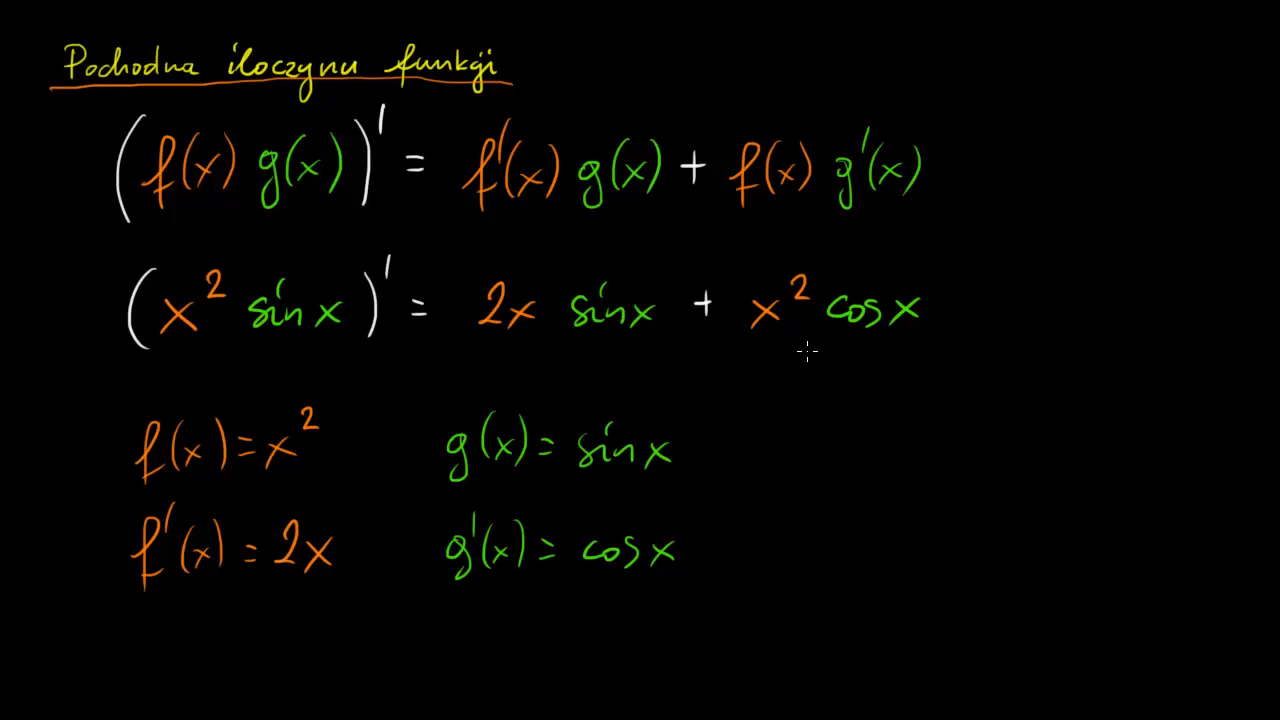 Pochodna iloczynu funkcji
(f(x) g(x))' = f'(x) g(x) + f(x) g'(x)
(x² sin x)' = 2x sin x + x² cos x
f(x) = x² g(x) = sin x
f'(x) = 2x g'(x) = cos x